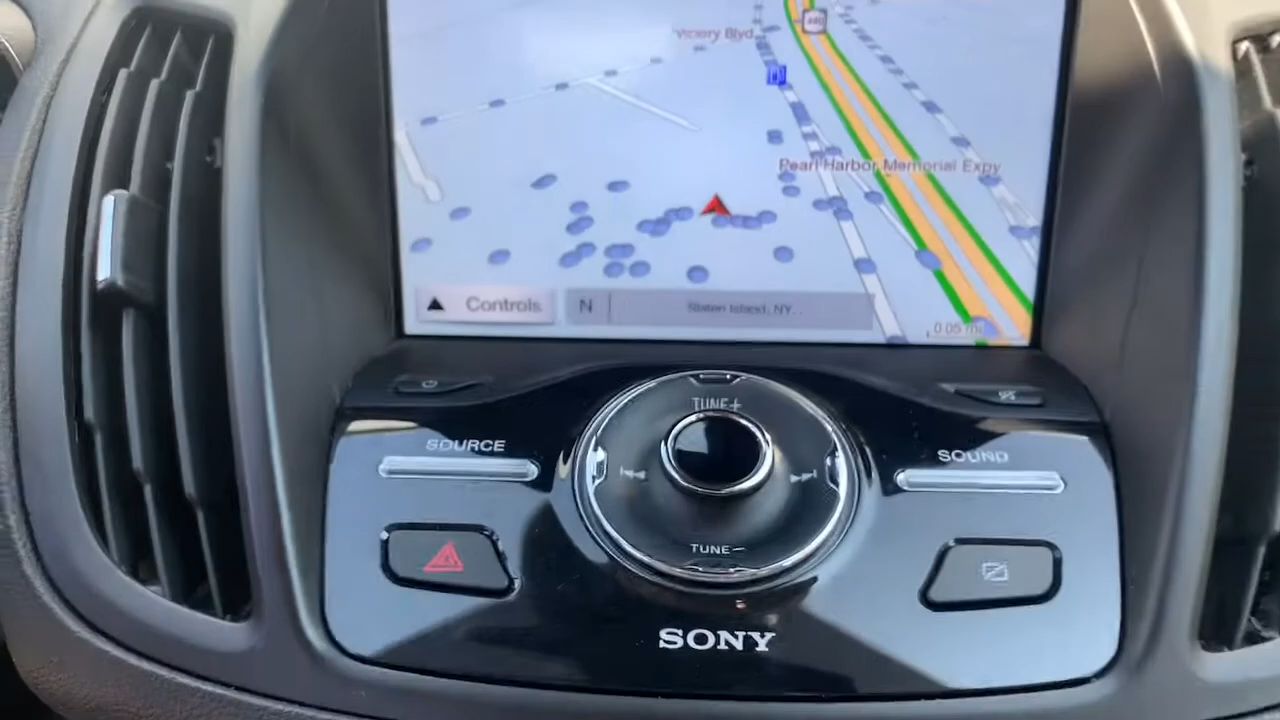 440
Victory Blvd
Pearl Harbor Memorial Expy
Controls
N
Staten Island, NY
0.05 mi
TUNE+
SOURCE
SOUND
TUNE−
SONY